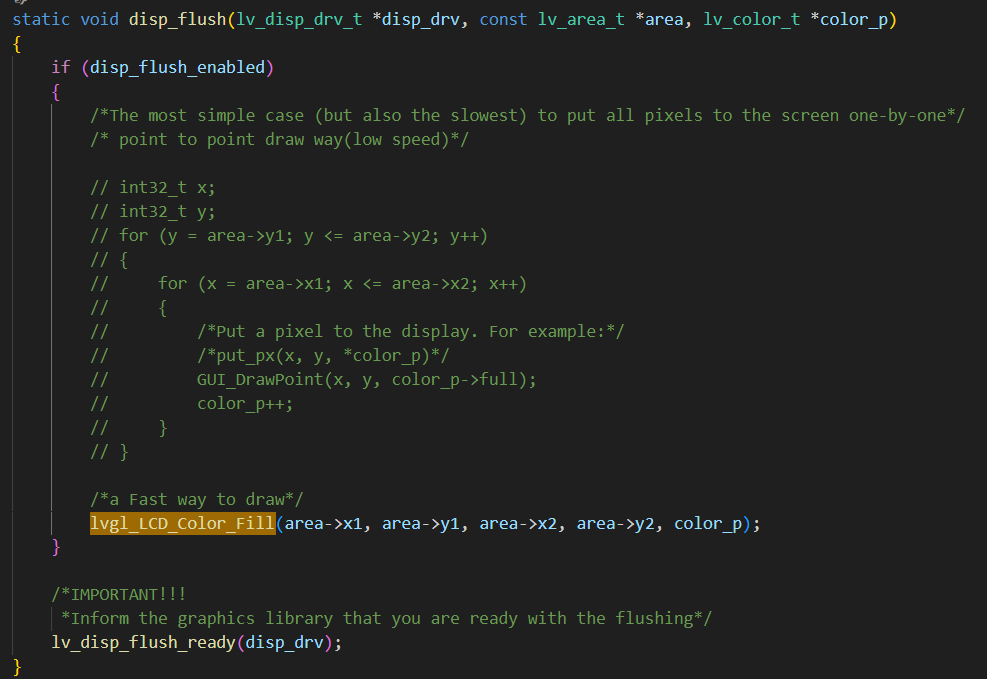 static void disp_flush(lv_disp_drv_t *disp_drv, const lv_area_t *area, lv_color_t *color_p)
{
    if (disp_flush_enabled)
    {
        /*The most simple case (but also the slowest) to put all pixels to the screen one-by-one*/
        /* point to point draw way(low speed)*/

        // int32_t x;
        // int32_t y;
        // for (y = area->y1; y <= area->y2; y++)
        // {
        //     for (x = area->x1; x <= area->x2; x++)
        //     {
        //         /*Put a pixel to the display. For example:*/
        //         /*put_px(x, y, *color_p)*/
        //         GUI_DrawPoint(x, y, color_p->full);
        //         color_p++;
        //     }
        // }

        /*a Fast way to draw*/
        lvgl_LCD_Color_Fill(area->x1, area->y1, area->x2, area->y2, color_p);
    }

    /*IMPORTANT!!!
     *Inform the graphics library that you are ready with the flushing*/
    lv_disp_flush_ready(disp_drv);
}